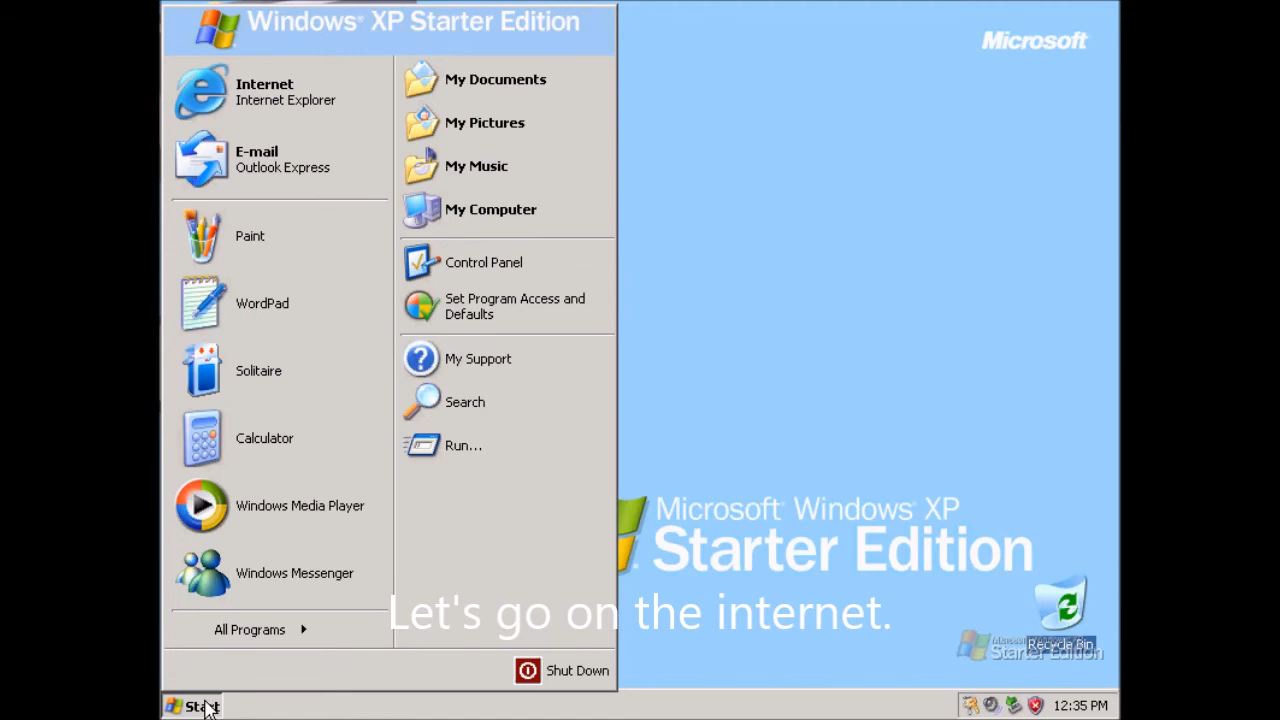 Windows® XP Starter Edition
Microsoft
Internet
Internet Explorer
E-mail
Outlook Express
Paint
WordPad
Solitaire
Calculator
Windows Media Player
Windows Messenger
All Programs
My Documents
My Pictures
My Music
My Computer
Control Panel
Set Program Access and
Defaults
My Support
Search
Run...
Shut Down
Microsoft® Windows® XP
Starter Edition
Let's go on the internet.
Recycle Bin
Starter Edition
Start
12:35 PM